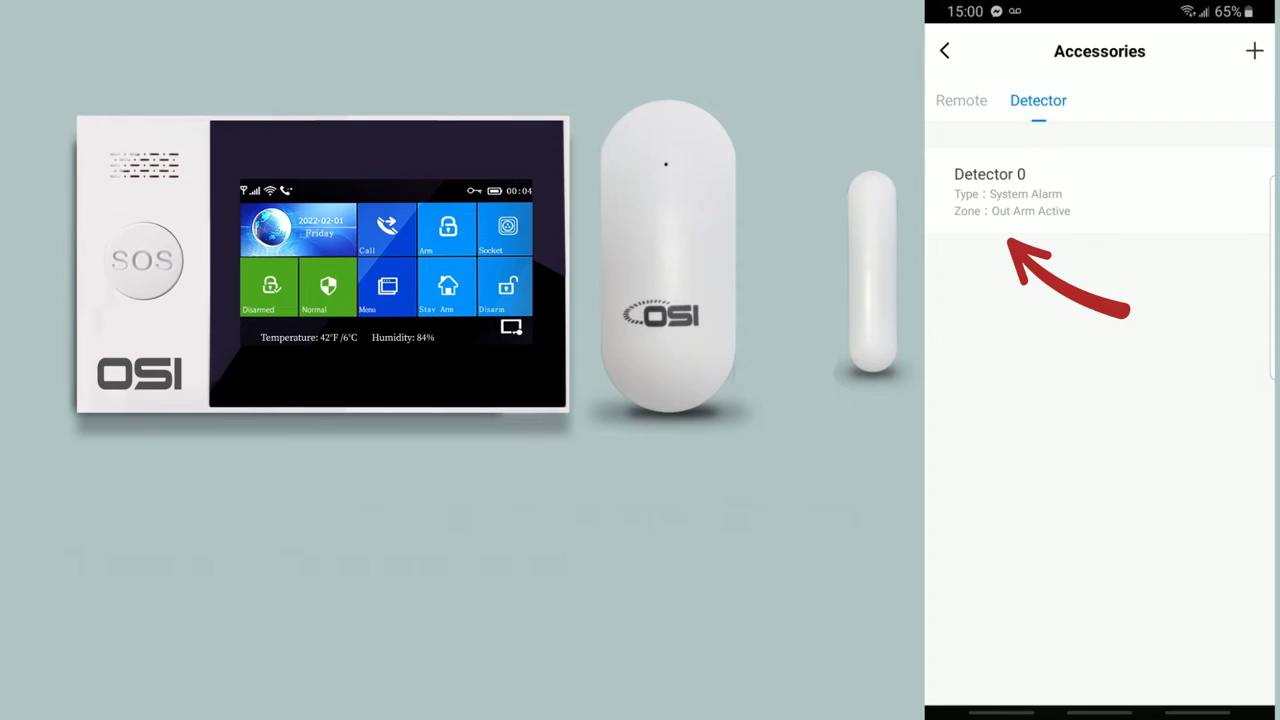 SOS
OSI
00:04
2022-02-01
Friday
Call
Arm
Socket
Disarmed
Normal
Menu
Stay Arm
Disarm
Temperature: 42°F /6°C Humidity: 84%
OSI
15:00 65%
Accessories
Remote Detector
Detector 0
Type : System Alarm
Zone : Out Arm Active